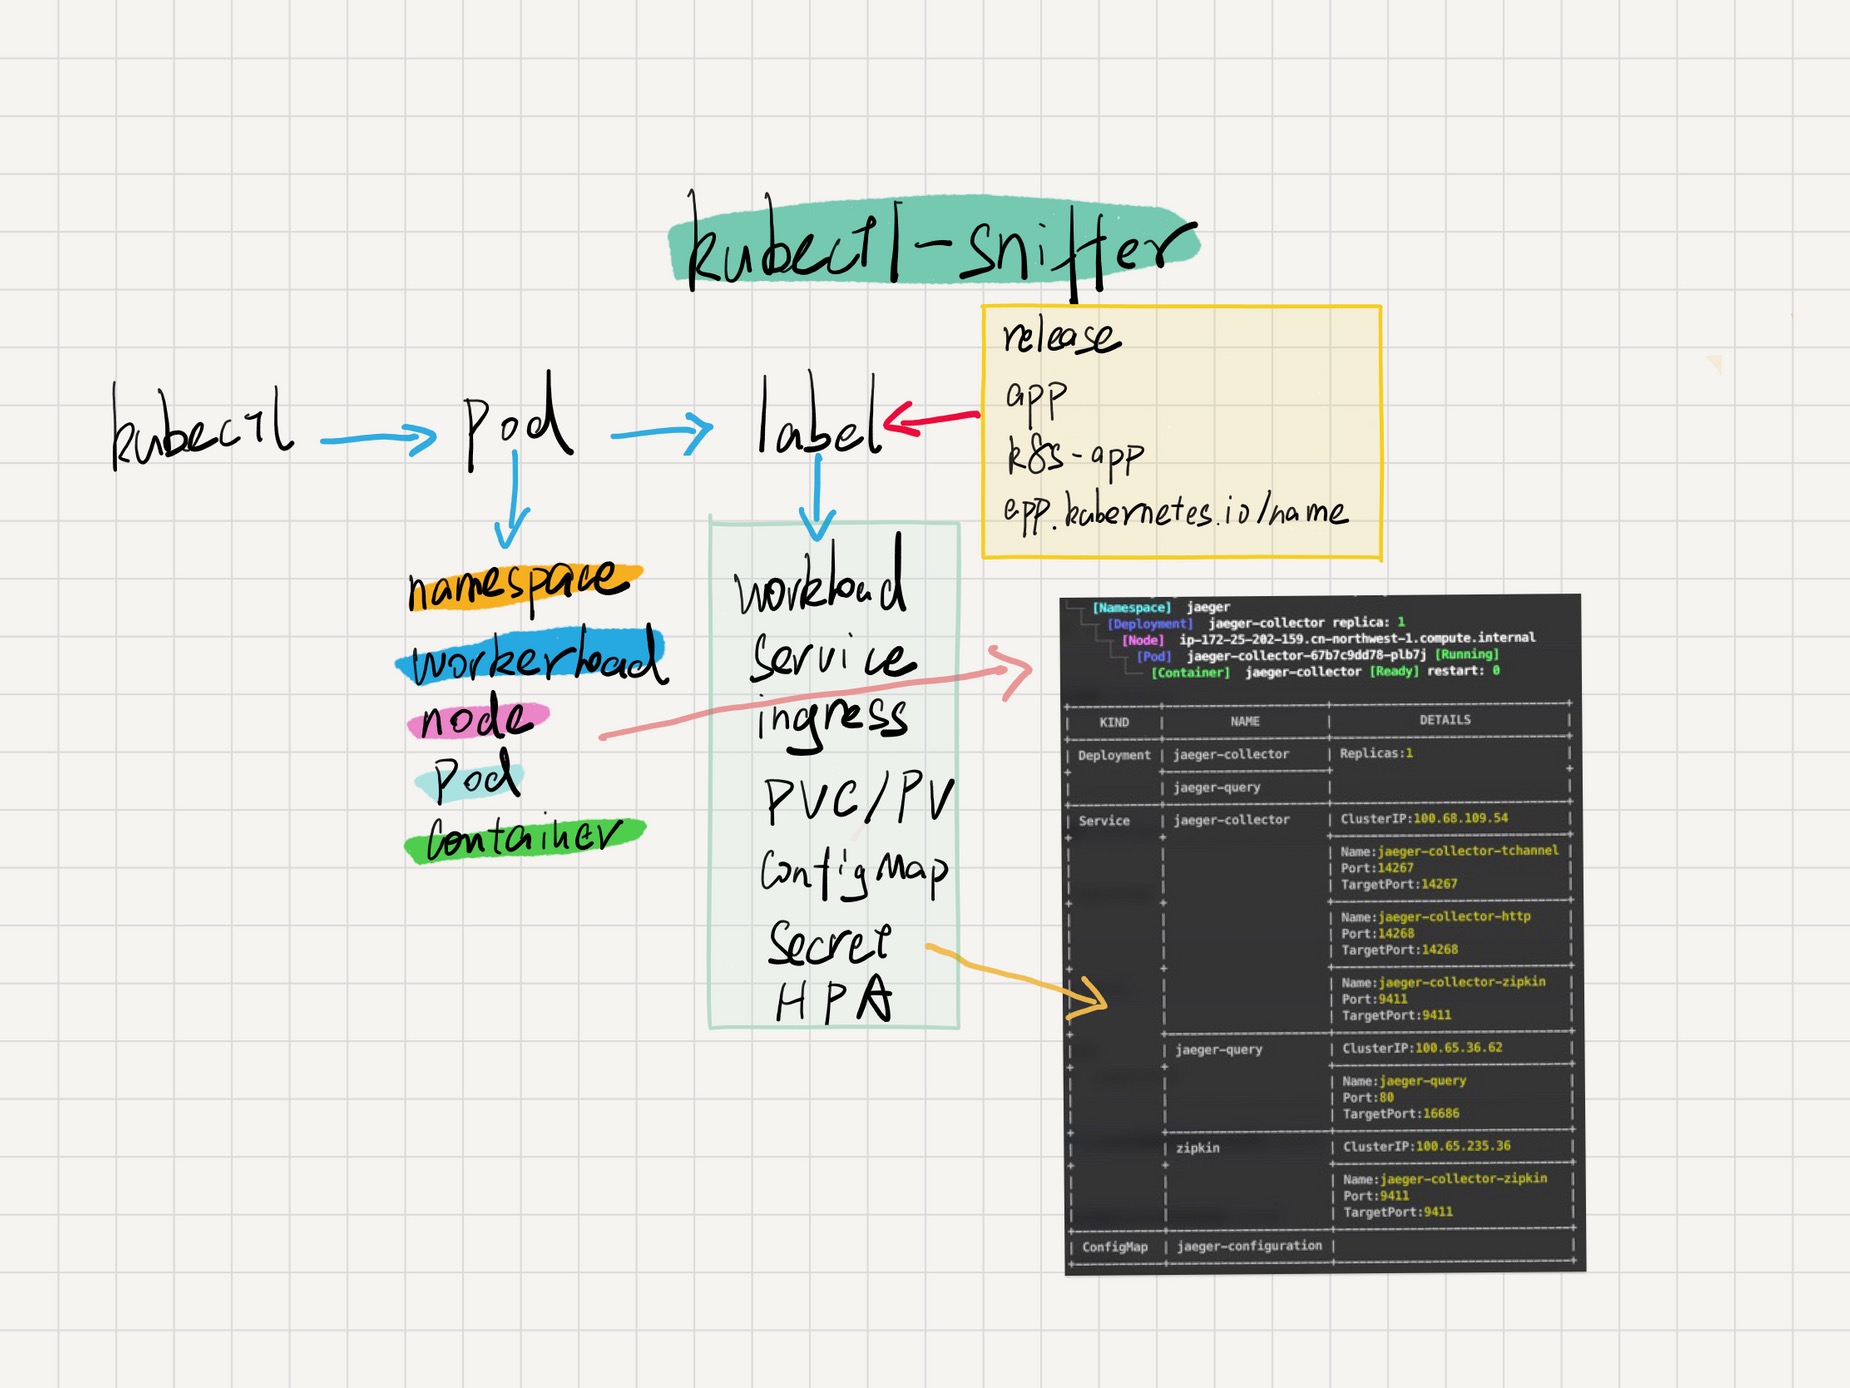 kubectl-sniffer
kubectl
Pod
label
release
app
k8s-app
app.kubernetes.io/name
namespace
workerload
node
Pod
container
workload
Service
ingress
PVC/PV
ConfigMap
Secret
HPA
[Namespace] jaeger
[Deployment] jaeger-collector replica: 1
[Node] ip-172-25-202-159.cn-northwest-1.compute.internal
[Pod] jaeger-collector-67b7c9dd78-plb7j [Running]
[Container] jaeger-collector [Ready] restart: 0
KIND NAME DETAILS
Deployment jaeger-collector Replicas:1
jaeger-query
Service jaeger-collector ClusterIP:100.68.109.54
Name:jaeger-collector-tchannel
Port:14267
TargetPort:14267
Name:jaeger-collector-http
Port:14268
TargetPort:14268
Name:jaeger-collector-zipkin
Port:9411
TargetPort:9411
jaeger-query ClusterIP:100.65.36.62
Name:jaeger-query
Port:80
TargetPort:16686
zipkin ClusterIP:100.65.235.36
Name:jaeger-collector-zipkin
Port:9411
TargetPort:9411
ConfigMap jaeger-configuration